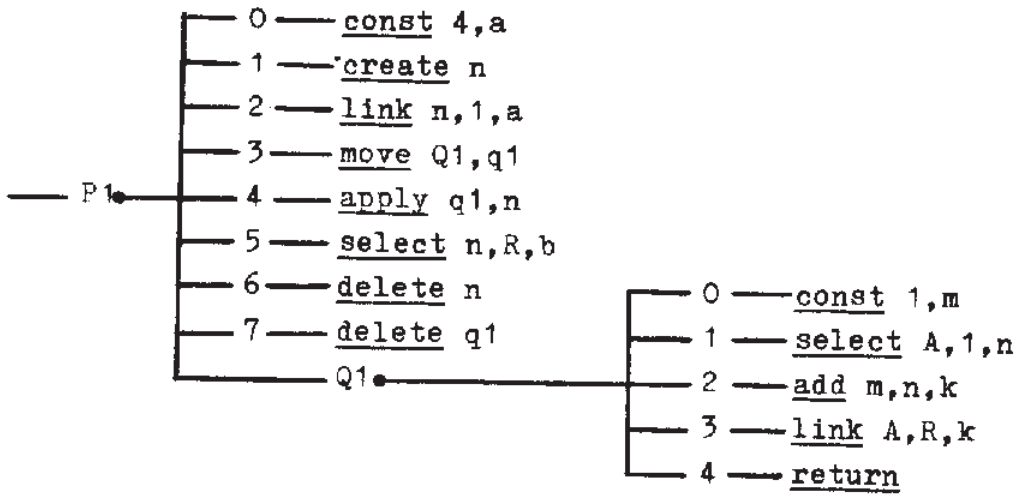 0 const 4,a
1 create n
2 link n,1,a
3 move Q1,q1
P1 4 apply q1,n
5 select n,R,b
6 delete n
7 delete q1
Q1
0 const 1,m
1 select A,1,n
2 add m,n,k
3 link A,R,k
4 return